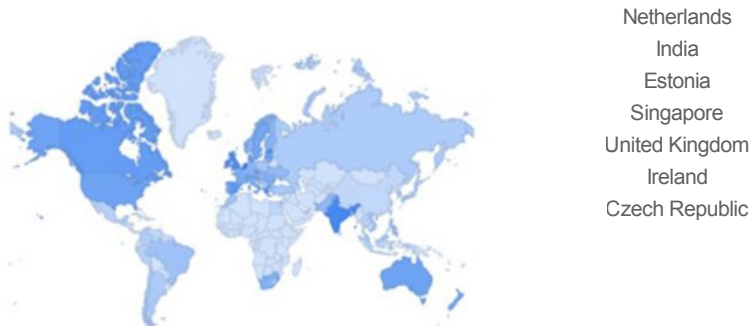 Netherlands
India
Estonia
Singapore
United Kingdom
Ireland
Czech Republic